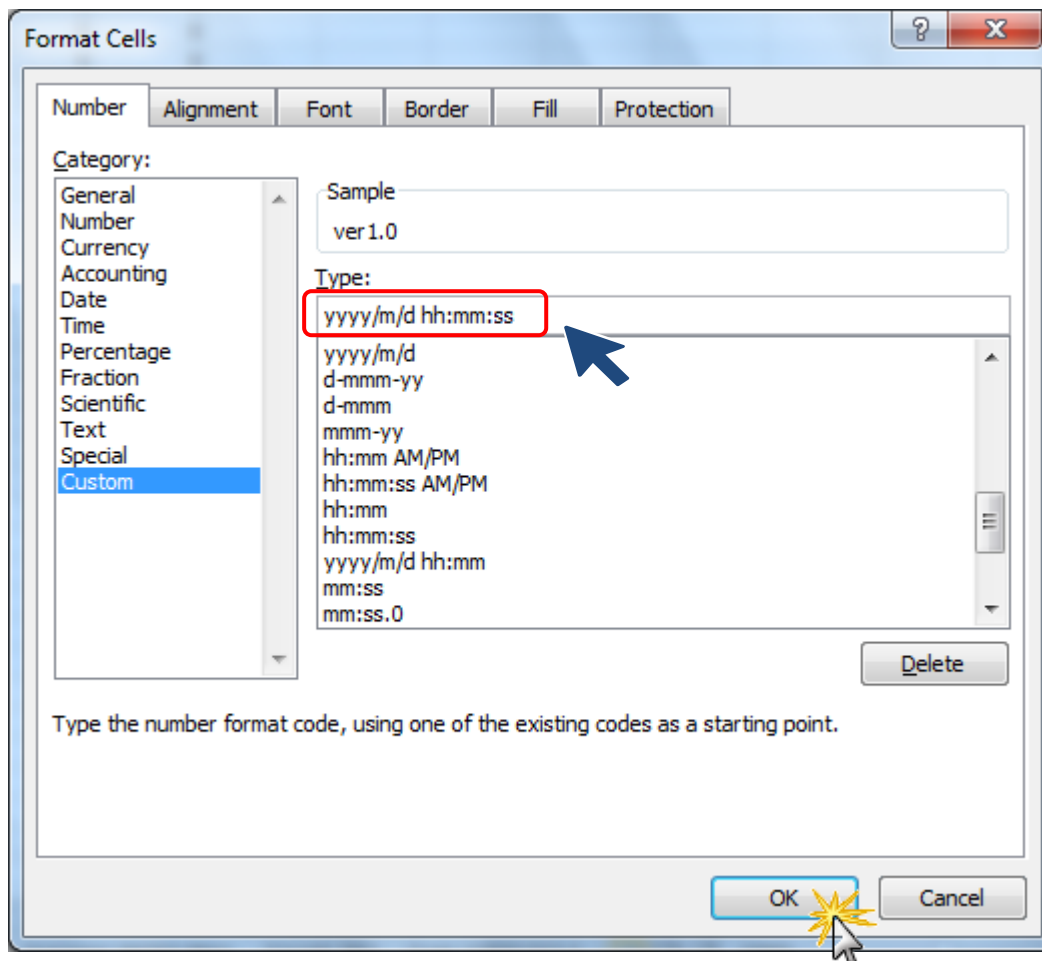 Format Cells
Number Alignment Font Border Fill Protection
Category:
General
Number
Currency
Accounting
Date
Time
Percentage
Fraction
Scientific
Text
Special
Custom
Sample
ver1.0
Type:
yyyy/m/d hh:mm:ss
yyyy/m/d
d-mmm-yy
d-mmm
mmm-yy
hh:mm AM/PM
hh:mm:ss AM/PM
hh:mm
hh:mm:ss
yyyy/m/d hh:mm
mm:ss
mm:ss.0
Delete
Type the number format code, using one of the existing codes as a starting point.
OK Cancel